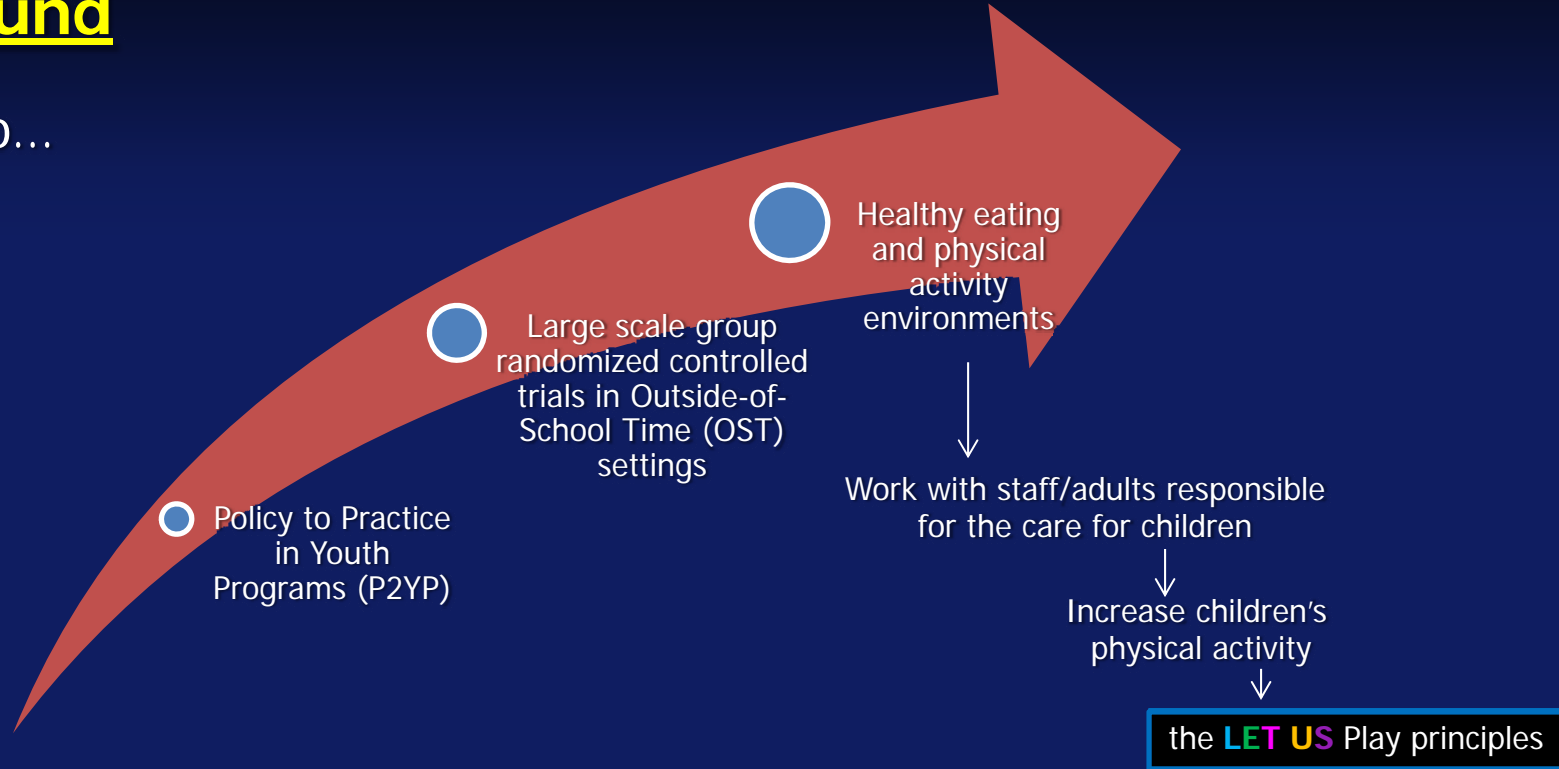 Healthy eating
and physical
activity
environments
Large scale group
randomized controlled
trials in Outside-of-
School Time (OST)
settings
Policy to Practice
in Youth
Programs (P2YP)
Work with staff/adults responsible
for the care for children
Increase children's
physical activity
the LET US Play principles